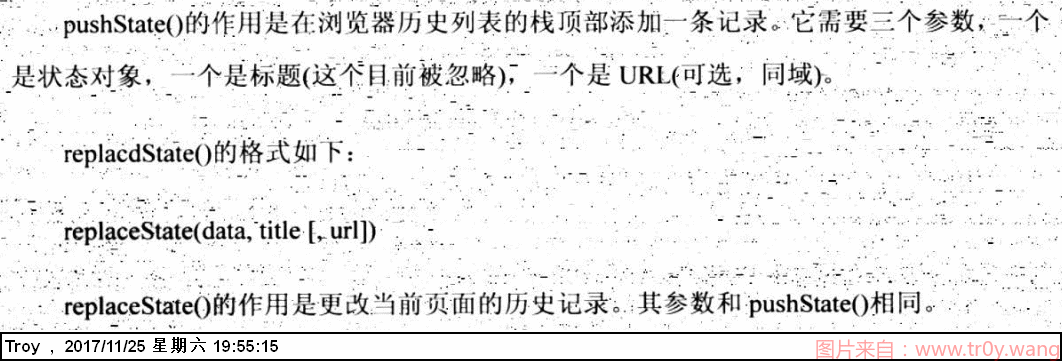 pushState()的作用是在浏览器历史列表的栈顶部添加一条记录。它需要三个参数，一个
是状态对象，一个是标题(这个目前被忽略)，一个是 URL(可选，同域)。
replacdState()的格式如下：
replaceState(data, title [, url])
replaceState()的作用是更改当前页面的历史记录。其参数和 pushState()相同。
Troy , 2017/11/25 星期六 19:55:15
图片来自：www.tr0y.wang